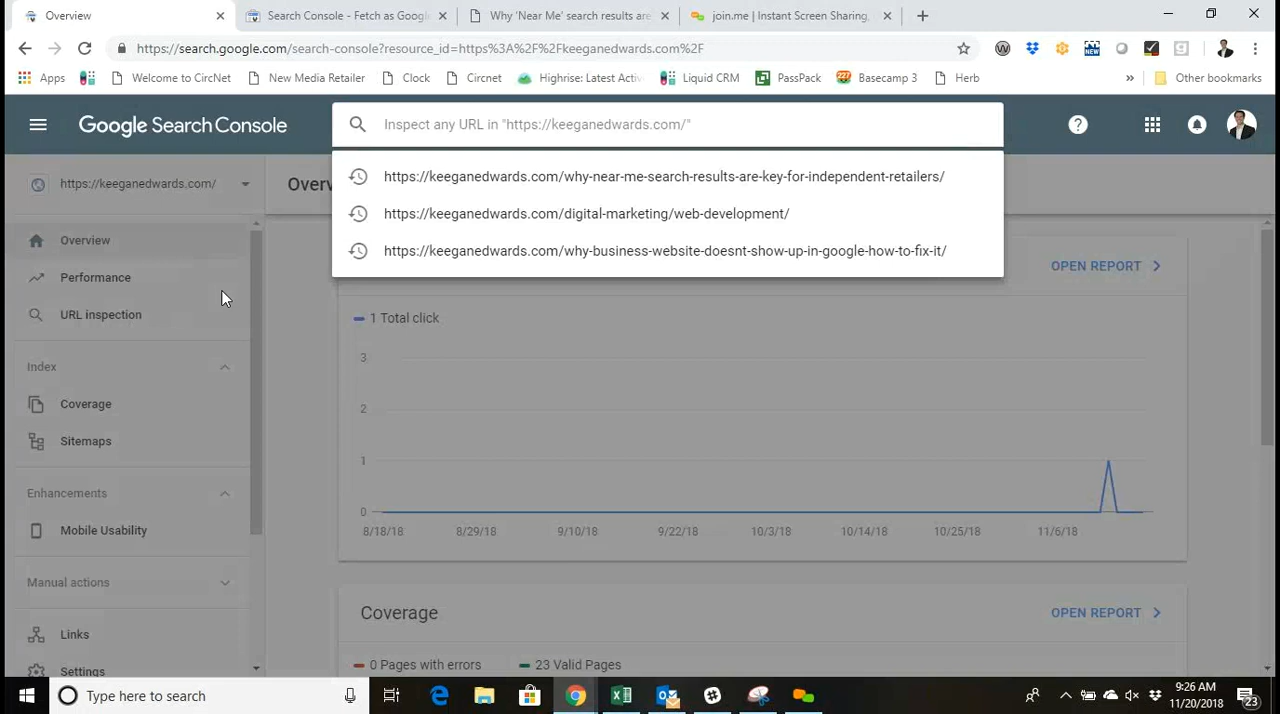 Overview
Search Console - Fetch as Googl
Why 'Near Me' search results are
join.me | Instant Screen Sharing,
https://search.google.com/search-console?resource_id=https%3A%2F%2Fkeeganedwards.com%2F
NEW
Apps
Welcome to CircNet
New Media Retailer
Clock
Circnet
Highrise: Latest Activ
Liquid CRM
PassPack
Basecamp 3
Herb
»
Other bookmarks
Google Search Console
Inspect any URL in "https://keeganedwards.com/"
https://keeganedwards.com/why-near-me-search-results-are-key-for-independent-retailers/
https://keeganedwards.com/digital-marketing/web-development/
https://keeganedwards.com/why-business-website-doesnt-show-up-in-google-how-to-fix-it/
https://keeganedwards.com/
Overv
Overview
Performance
URL inspection
Index
Coverage
Sitemaps
Enhancements
Mobile Usability
Manual actions
Links
Settings
OPEN REPORT
1 Total click
3
2
1
0
8/18/18
8/29/18
9/10/18
9/22/18
10/3/18
10/14/18
10/25/18
11/6/18
Coverage
OPEN REPORT
0 Pages with errors
23 Valid Pages
Type here to search
9:26 AM
11/20/2018
23